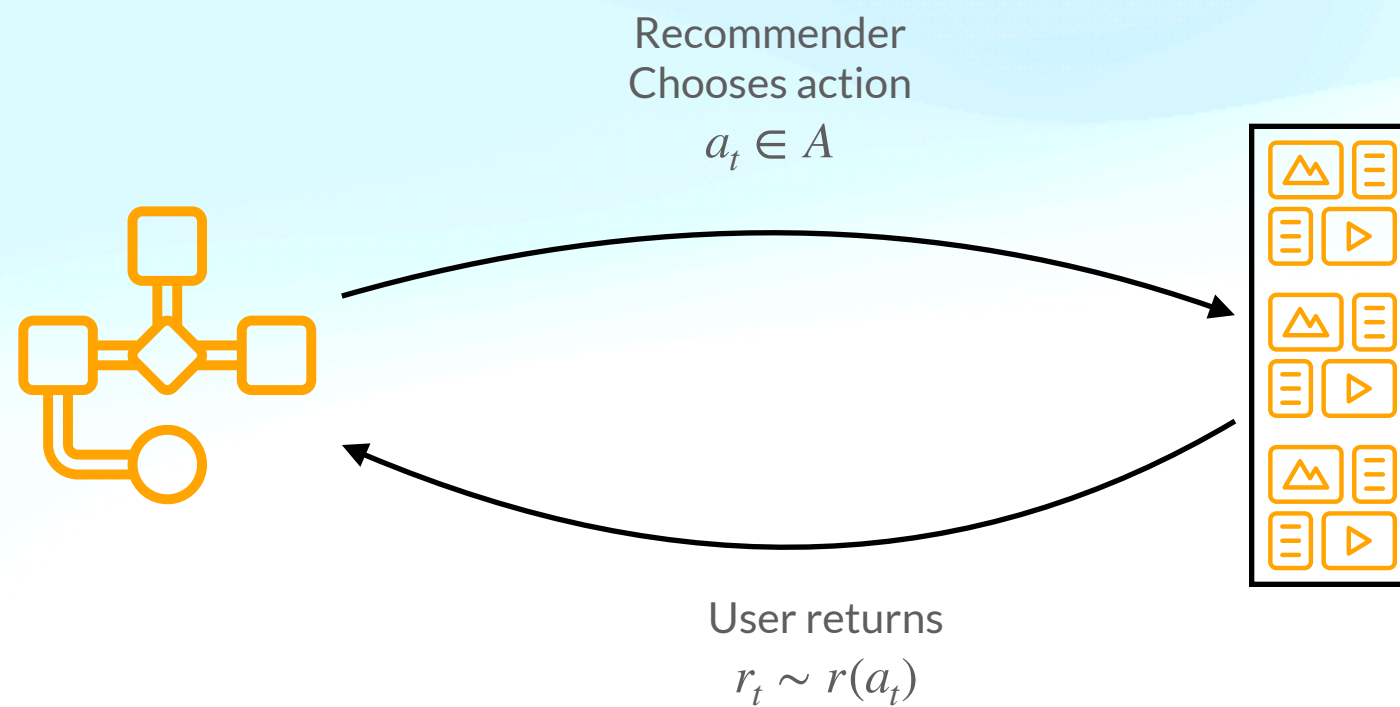 Recommender
Chooses action
a_t ∈ A
User returns
r_t ~ r(a_t)